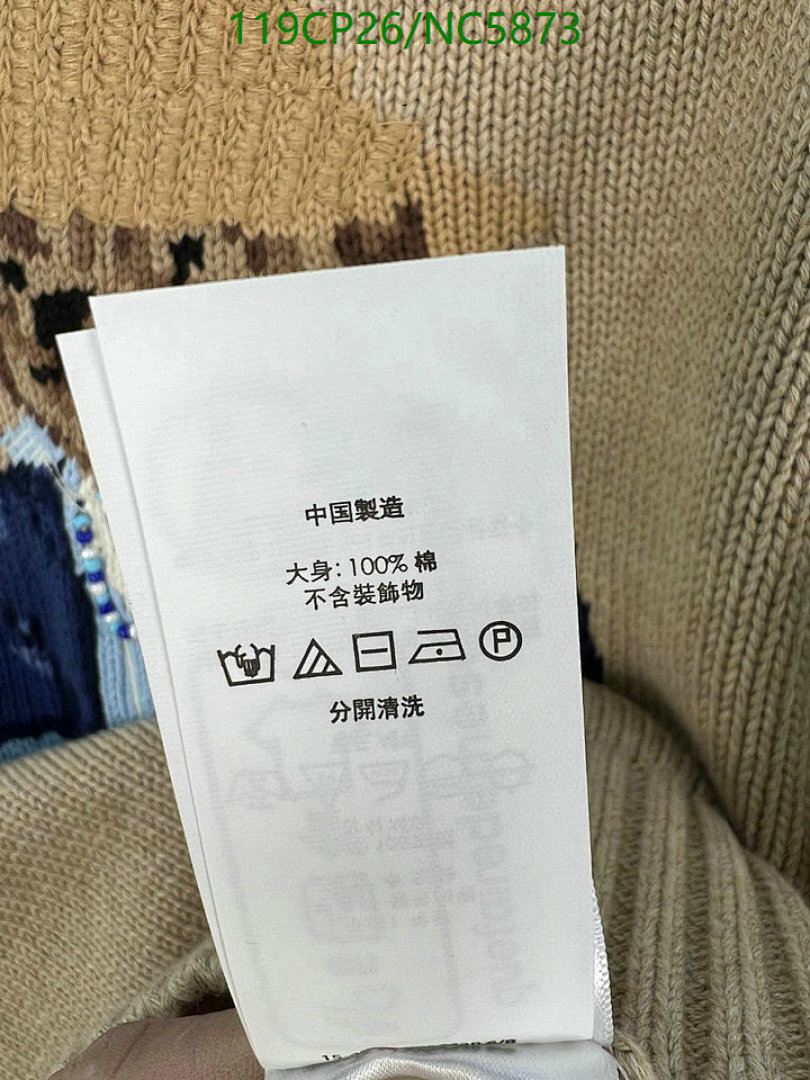 119CP26/NC5873
中国製造
大身: 100% 棉
不含裝飾物
P
分開清洗